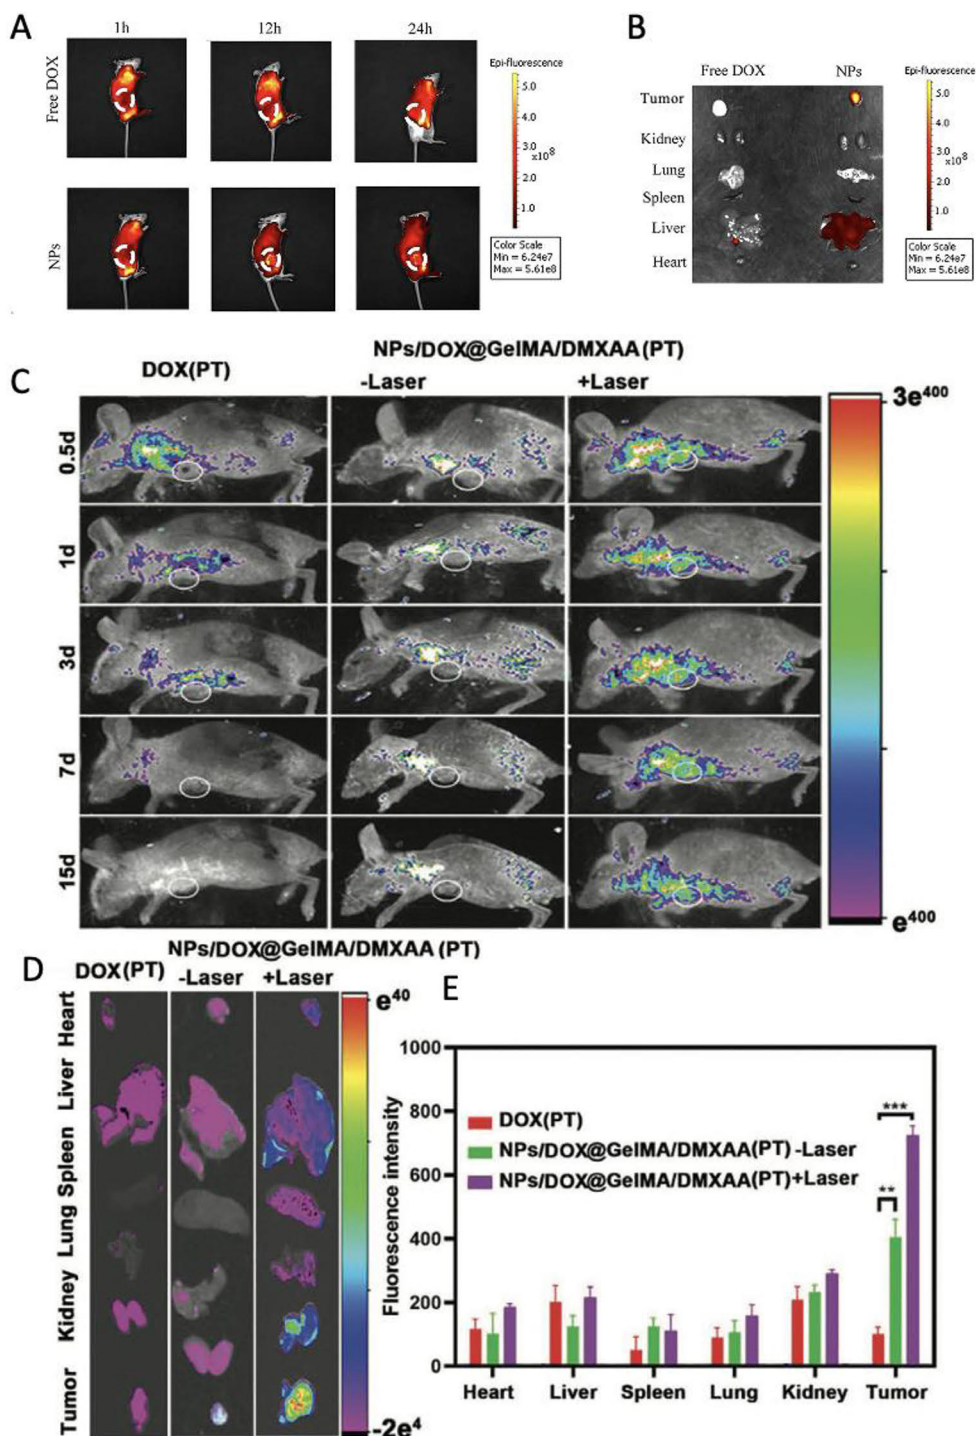 A
1h
12h
24h
Free DOX
NPs
Epi-fluorescence
5.0
4.0
3.0
x10⁸
2.0
1.0
Color Scale
Min = 6.24e7
Max = 5.61e8
B
Free DOX
NPs
Tumor
Kidney
Lung
Spleen
Liver
Heart
Epi-fluorescence
5.0
4.0
3.0
x10⁸
2.0
1.0
Color Scale
Min = 6.24e7
Max = 5.61e8
C
DOX(PT)
NPs/DOX@GelMA/DMXAA(PT)
-Laser
+Laser
0.5d
1d
3d
7d
15d
3e⁴⁰⁰
e⁴⁰⁰
D
DOX(PT)
NPs/DOX@GelMA/DMXAA(PT)
-Laser
+Laser
Heart
Liver
Spleen
Lung
Kidney
Tumor
e⁴⁰
-2e⁴
E
Fluorescence intensity
1000
800
600
400
200
0
DOX(PT)
NPs/DOX@GelMA/DMXAA(PT)-Laser
NPs/DOX@GelMA/DMXAA(PT)+Laser
***
**
Heart
Liver
Spleen
Lung
Kidney
Tumor